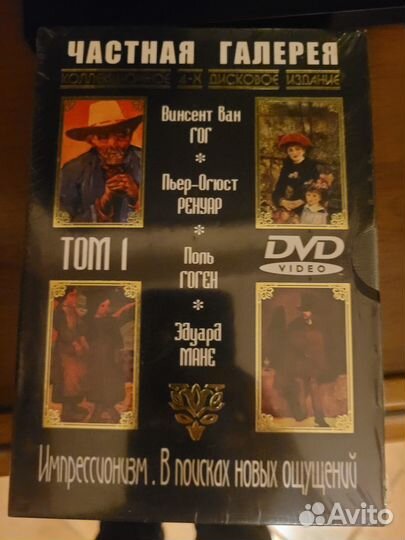 ЧАСТНАЯ ГАЛЕРЕЯ
КОЛЛЕКЦИОННОЕ 4-Х ДИСКОВОЕ ИЗДАНИЕ
Винсент Ван
ГОГ
*
Пьер-Огюст
РЕНУАР
*
ТОМ 1
Поль
ГОГЕН
*
Эдуард
МАНЕ
DVD
VIDEO
Импрессионизм. В поисках новых ощущений
Avito